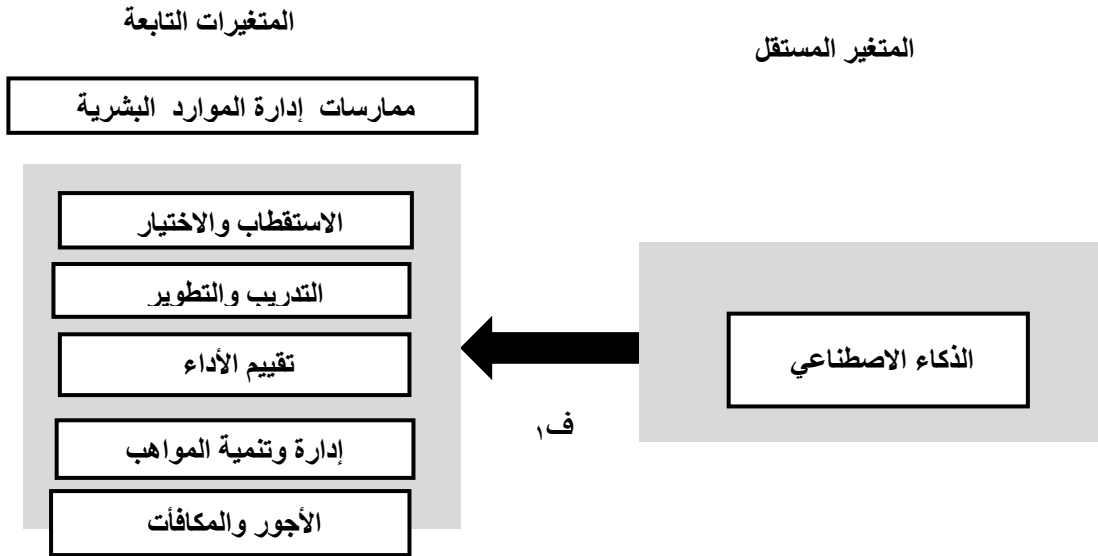 المتغيرات التابعة
المتغير المستقل
ممارسات إدارة الموارد البشرية
الاستقطاب والاختيار
التدريب والتطوير
تقييم الأداء
الذكاء الاصطناعي
ف١
إدارة وتنمية المواهب
الأجور والمكافأت